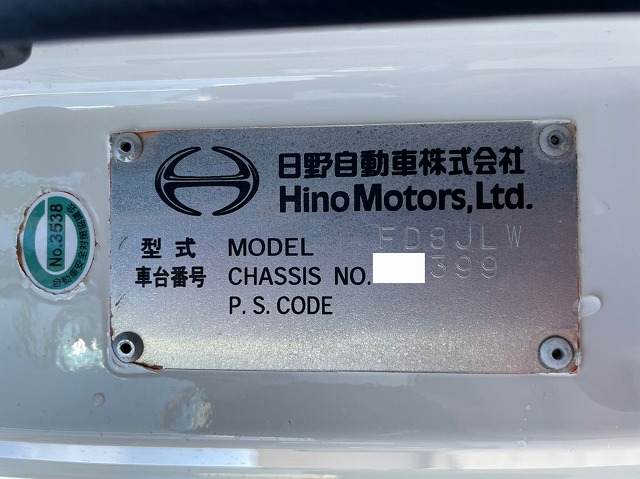 日野自動車株式会社
Hino Motors, Ltd.
型式 MODEL FD8JLW
車台番号 CHASSIS NO. 399
P.S.CODE
No.3538